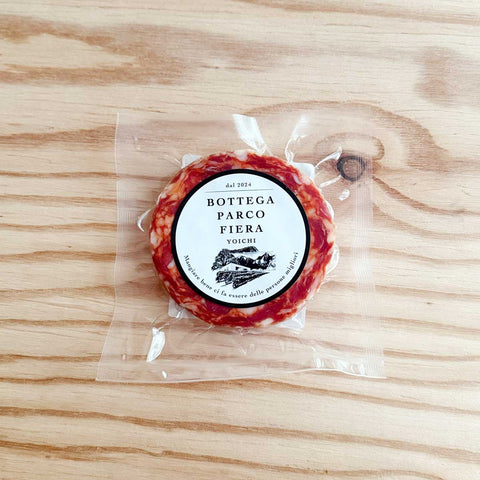 dal 2024
BOTTEGA
PARCO
FIERA
YOICHI
Mangiare bene ci fa essere delle persone migliori